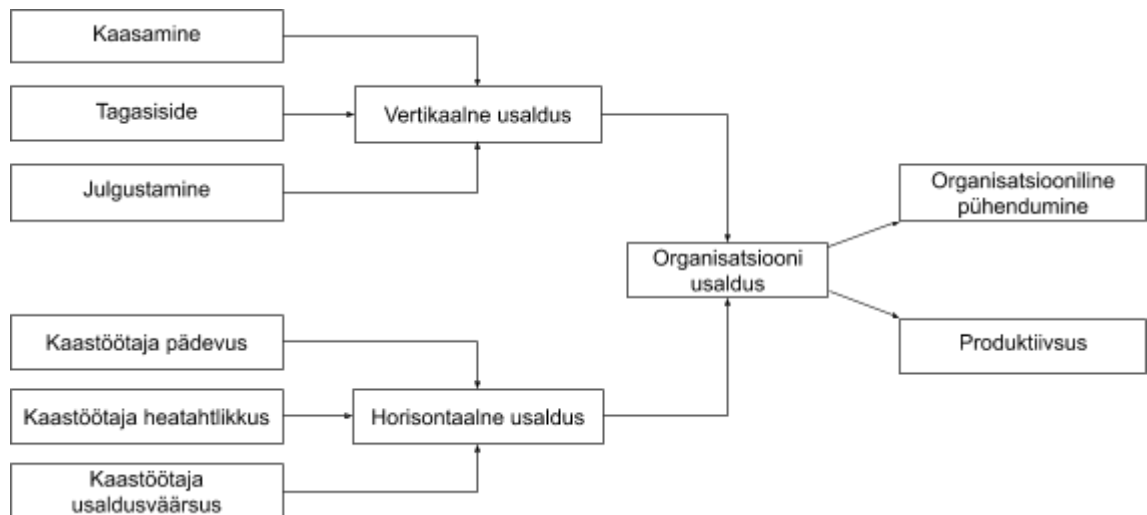 Kaasamine
Tagasiside
Julgustamine
Vertikaalne usaldus
Kaastöötaja pädevus
Kaastöötaja heatahtlikkus
Kaastöötaja
usaldusväärsus
Horisontaalne usaldus
Organisatsiooni
usaldus
Organisatsiooniline
pühendumine
Produktiivsus